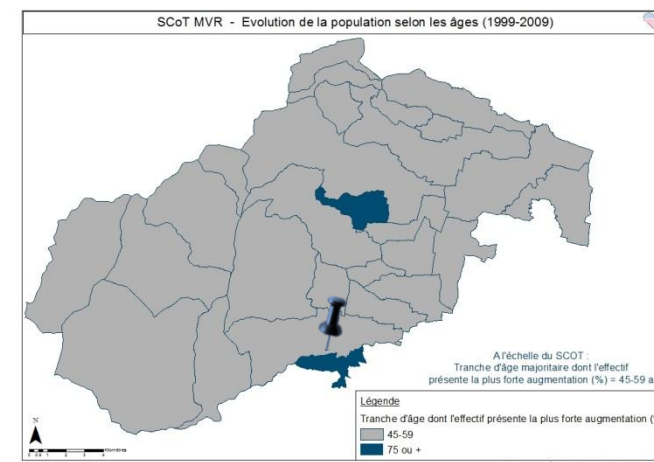 SCoT MVR - Evolution de la population selon les âges (1999-2009)
A l'échelle du SCOT :
Tranche d'âge majoritaire dont l'effectif
présente la plus forte augmentation (%) = 45-59 a
Légende
Tranche d'âge dont l'effectif présente la plus forte augmentation (
45-59
75 ou +
N